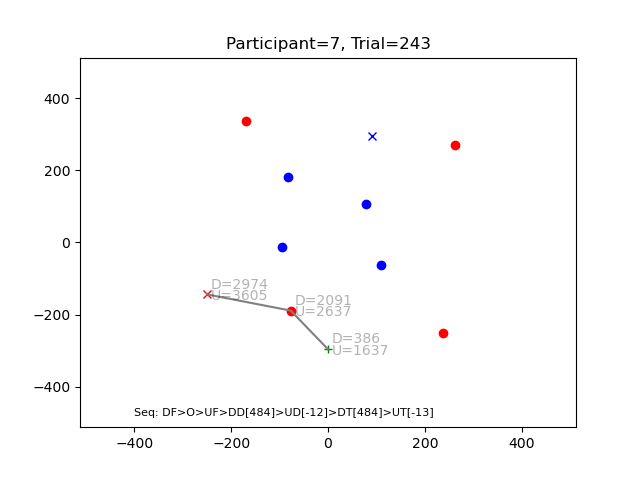 Participant=7, Trial=243
400
200
0
−200
−400
D=2974
U=3605
D=2091
U=2637
D=386
U=1637
Seq: DF>O>UF>DD[484]>UD[-12]>DT[484]>UT[-13]
−400
−200
0
200
400